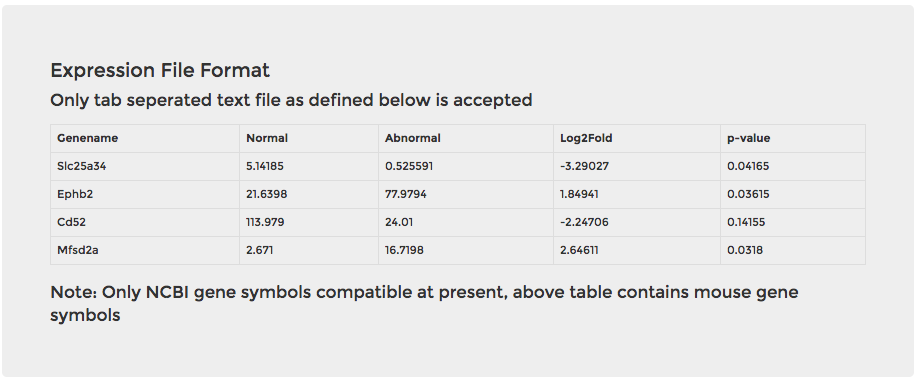 Expression File Format
Only tab seperated text file as defined below is accepted
Genename Normal Abnormal Log2Fold p-value
Slc25a34 5.14185 0.525591 -3.29027 0.04165
Ephb2 21.6398 77.9794 1.84941 0.03615
Cd52 113.979 24.01 -2.24706 0.14155
Mfsd2a 2.671 16.7198 2.64611 0.0318
Note: Only NCBI gene symbols compatible at present, above table contains mouse gene
symbols